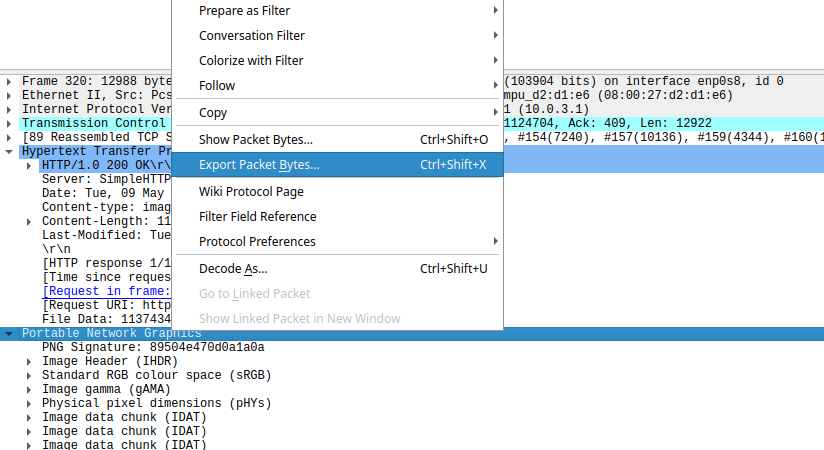 Prepare as Filter
Conversation Filter
Colorize with Filter
Follow
Copy
Show Packet Bytes... Ctrl+Shift+O
Export Packet Bytes... Ctrl+Shift+X
Wiki Protocol Page
Filter Field Reference
Protocol Preferences
Decode As... Ctrl+Shift+U
Go to Linked Packet
Show Linked Packet in New Window
Frame 320: 12988 byte (103904 bits) on interface enp0s8, id 0
Ethernet II, Src: Pcs mpu_d2:d1:e6 (08:00:27:d2:d1:e6)
Internet Protocol Ver 1 (10.0.3.1)
Transmission Control 1124704, Ack: 409, Len: 12922
[89 Reassembled TCP S , #154(7240), #157(10136), #159(4344), #160(1
Hypertext Transfer Pr
HTTP/1.0 200 OK\r\
Server: SimpleHTTP
Date: Tue, 09 May
Content-type: imag
Content-Length: 11
Last-Modified: Tue
\r\n
[HTTP response 1/1
[Time since reques
[Request in frame:
[Request URI: http
File Data: 1137434
Portable Network Graphics
PNG Signature: 89504e470d0a1a0a
Image Header (IHDR)
Standard RGB colour space (sRGB)
Image gamma (gAMA)
Physical pixel dimensions (pHYs)
Image data chunk (IDAT)
Image data chunk (IDAT)
Image data chunk (IDAT)